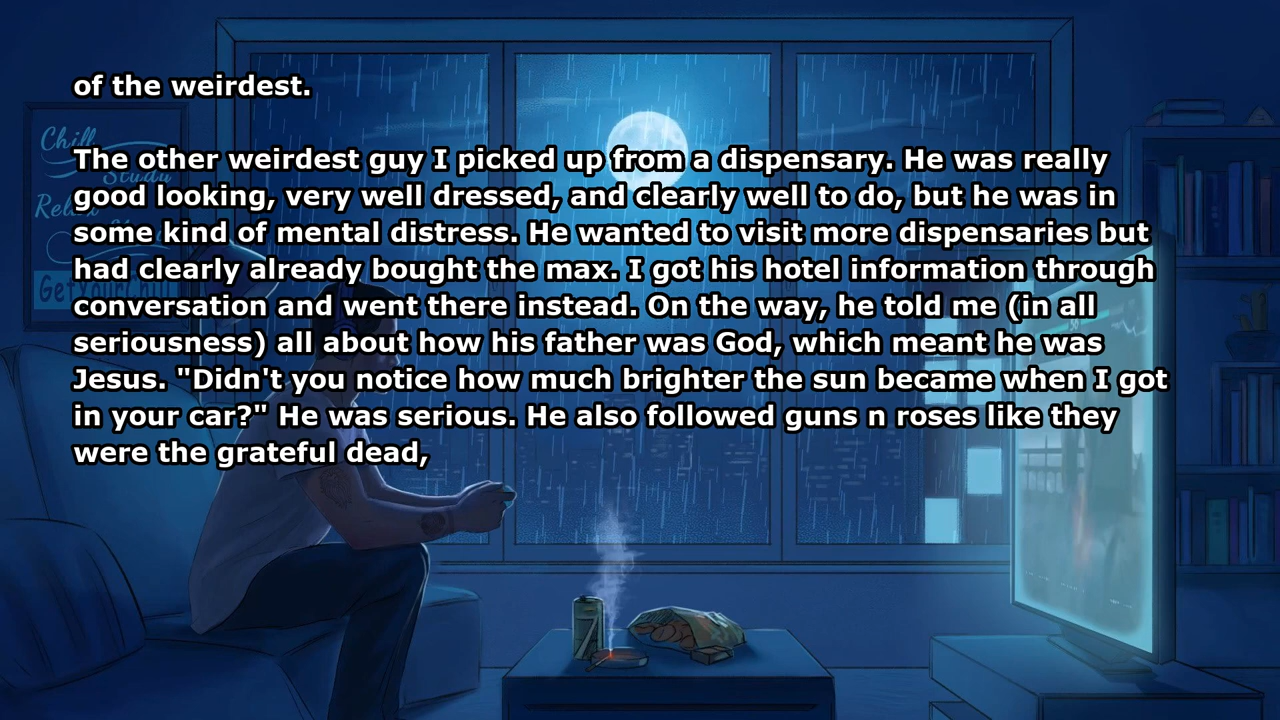 of the weirdest.
The other weirdest guy I picked up from a dispensary. He was really
good looking, very well dressed, and clearly well to do, but he was in
some kind of mental distress. He wanted to visit more dispensaries but
had clearly already bought the max. I got his hotel information through
conversation and went there instead. On the way, he told me (in all
seriousness) all about how his father was God, which meant he was
Jesus. "Didn't you notice how much brighter the sun became when I got
in your car?" He was serious. He also followed guns n roses like they
were the grateful dead,
Chill
Study
Relax
GetYourChill